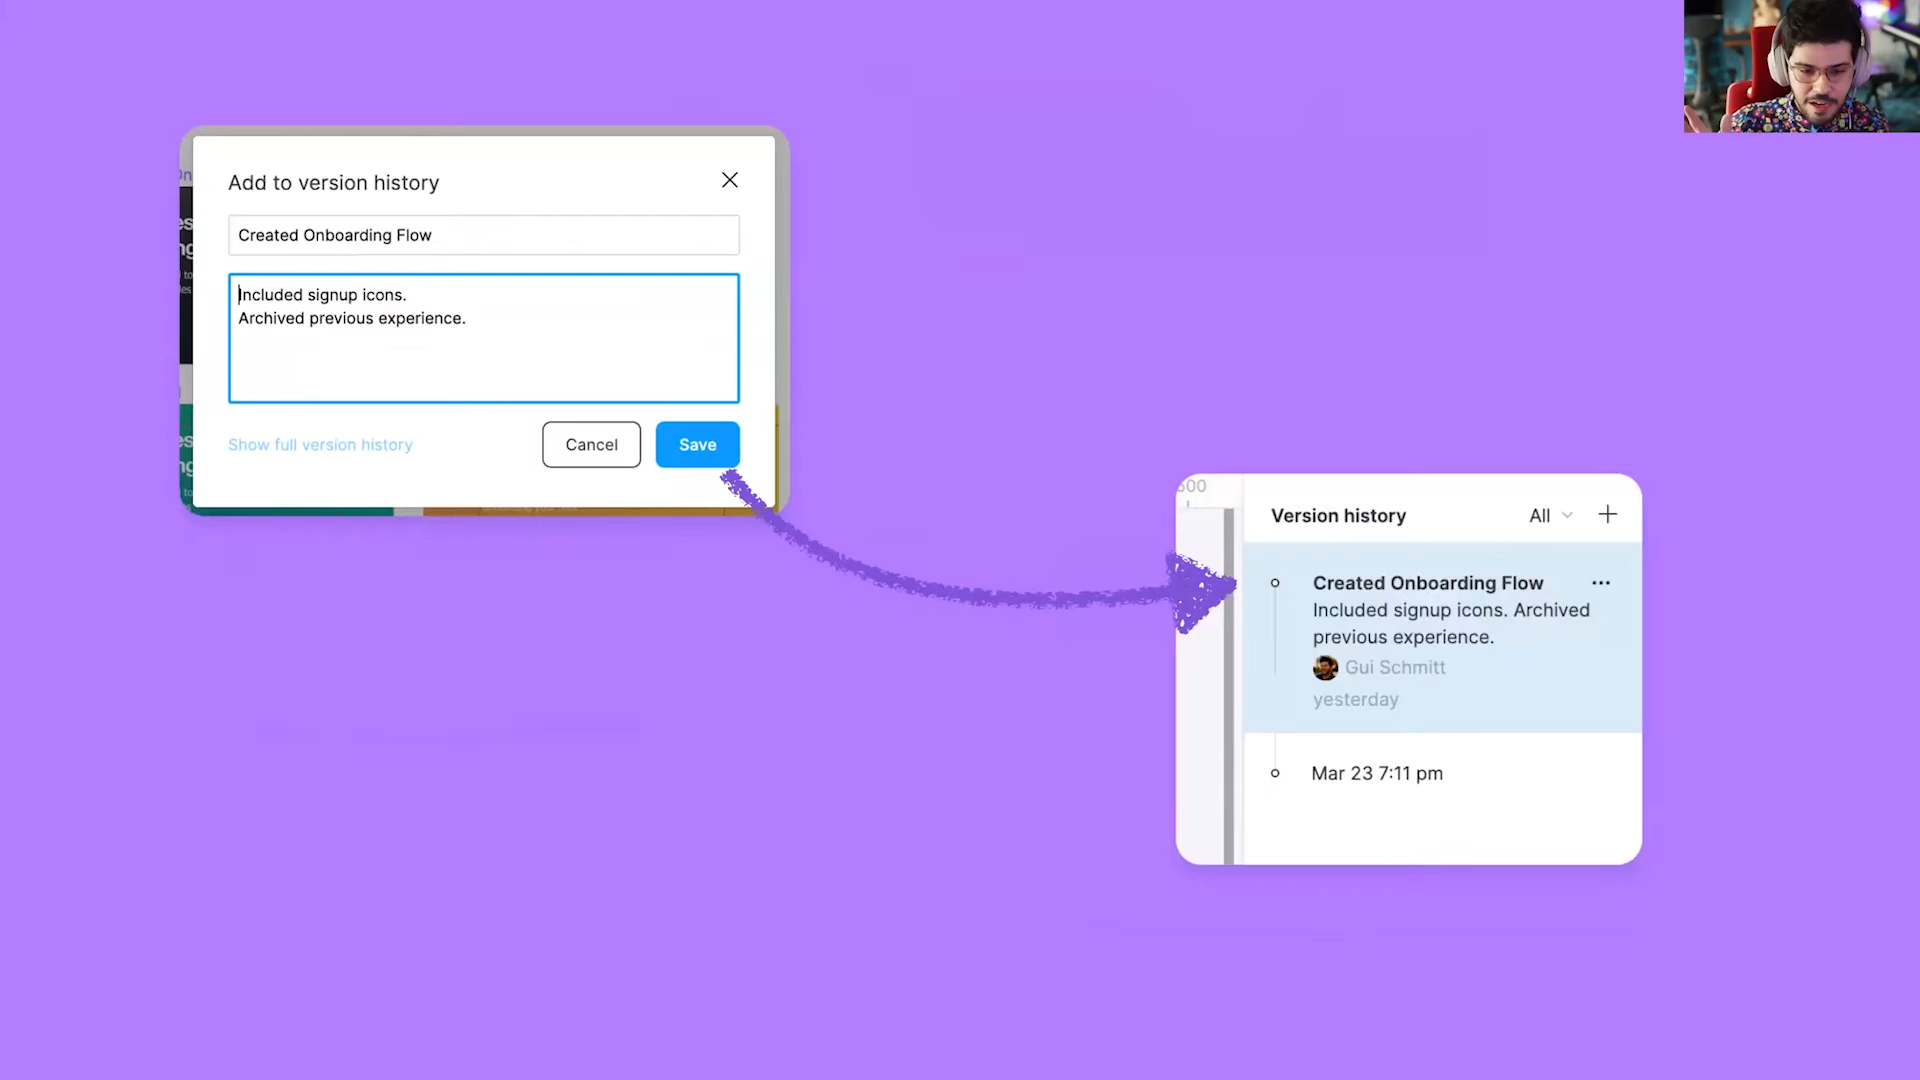 Add to version history
Created Onboarding Flow
Included signup icons.
Archived previous experience.
Show full version history
Cancel
Save
Version history
All
Created Onboarding Flow
Included signup icons. Archived
previous experience.
Gui Schmitt
yesterday
Mar 23 7:11 pm